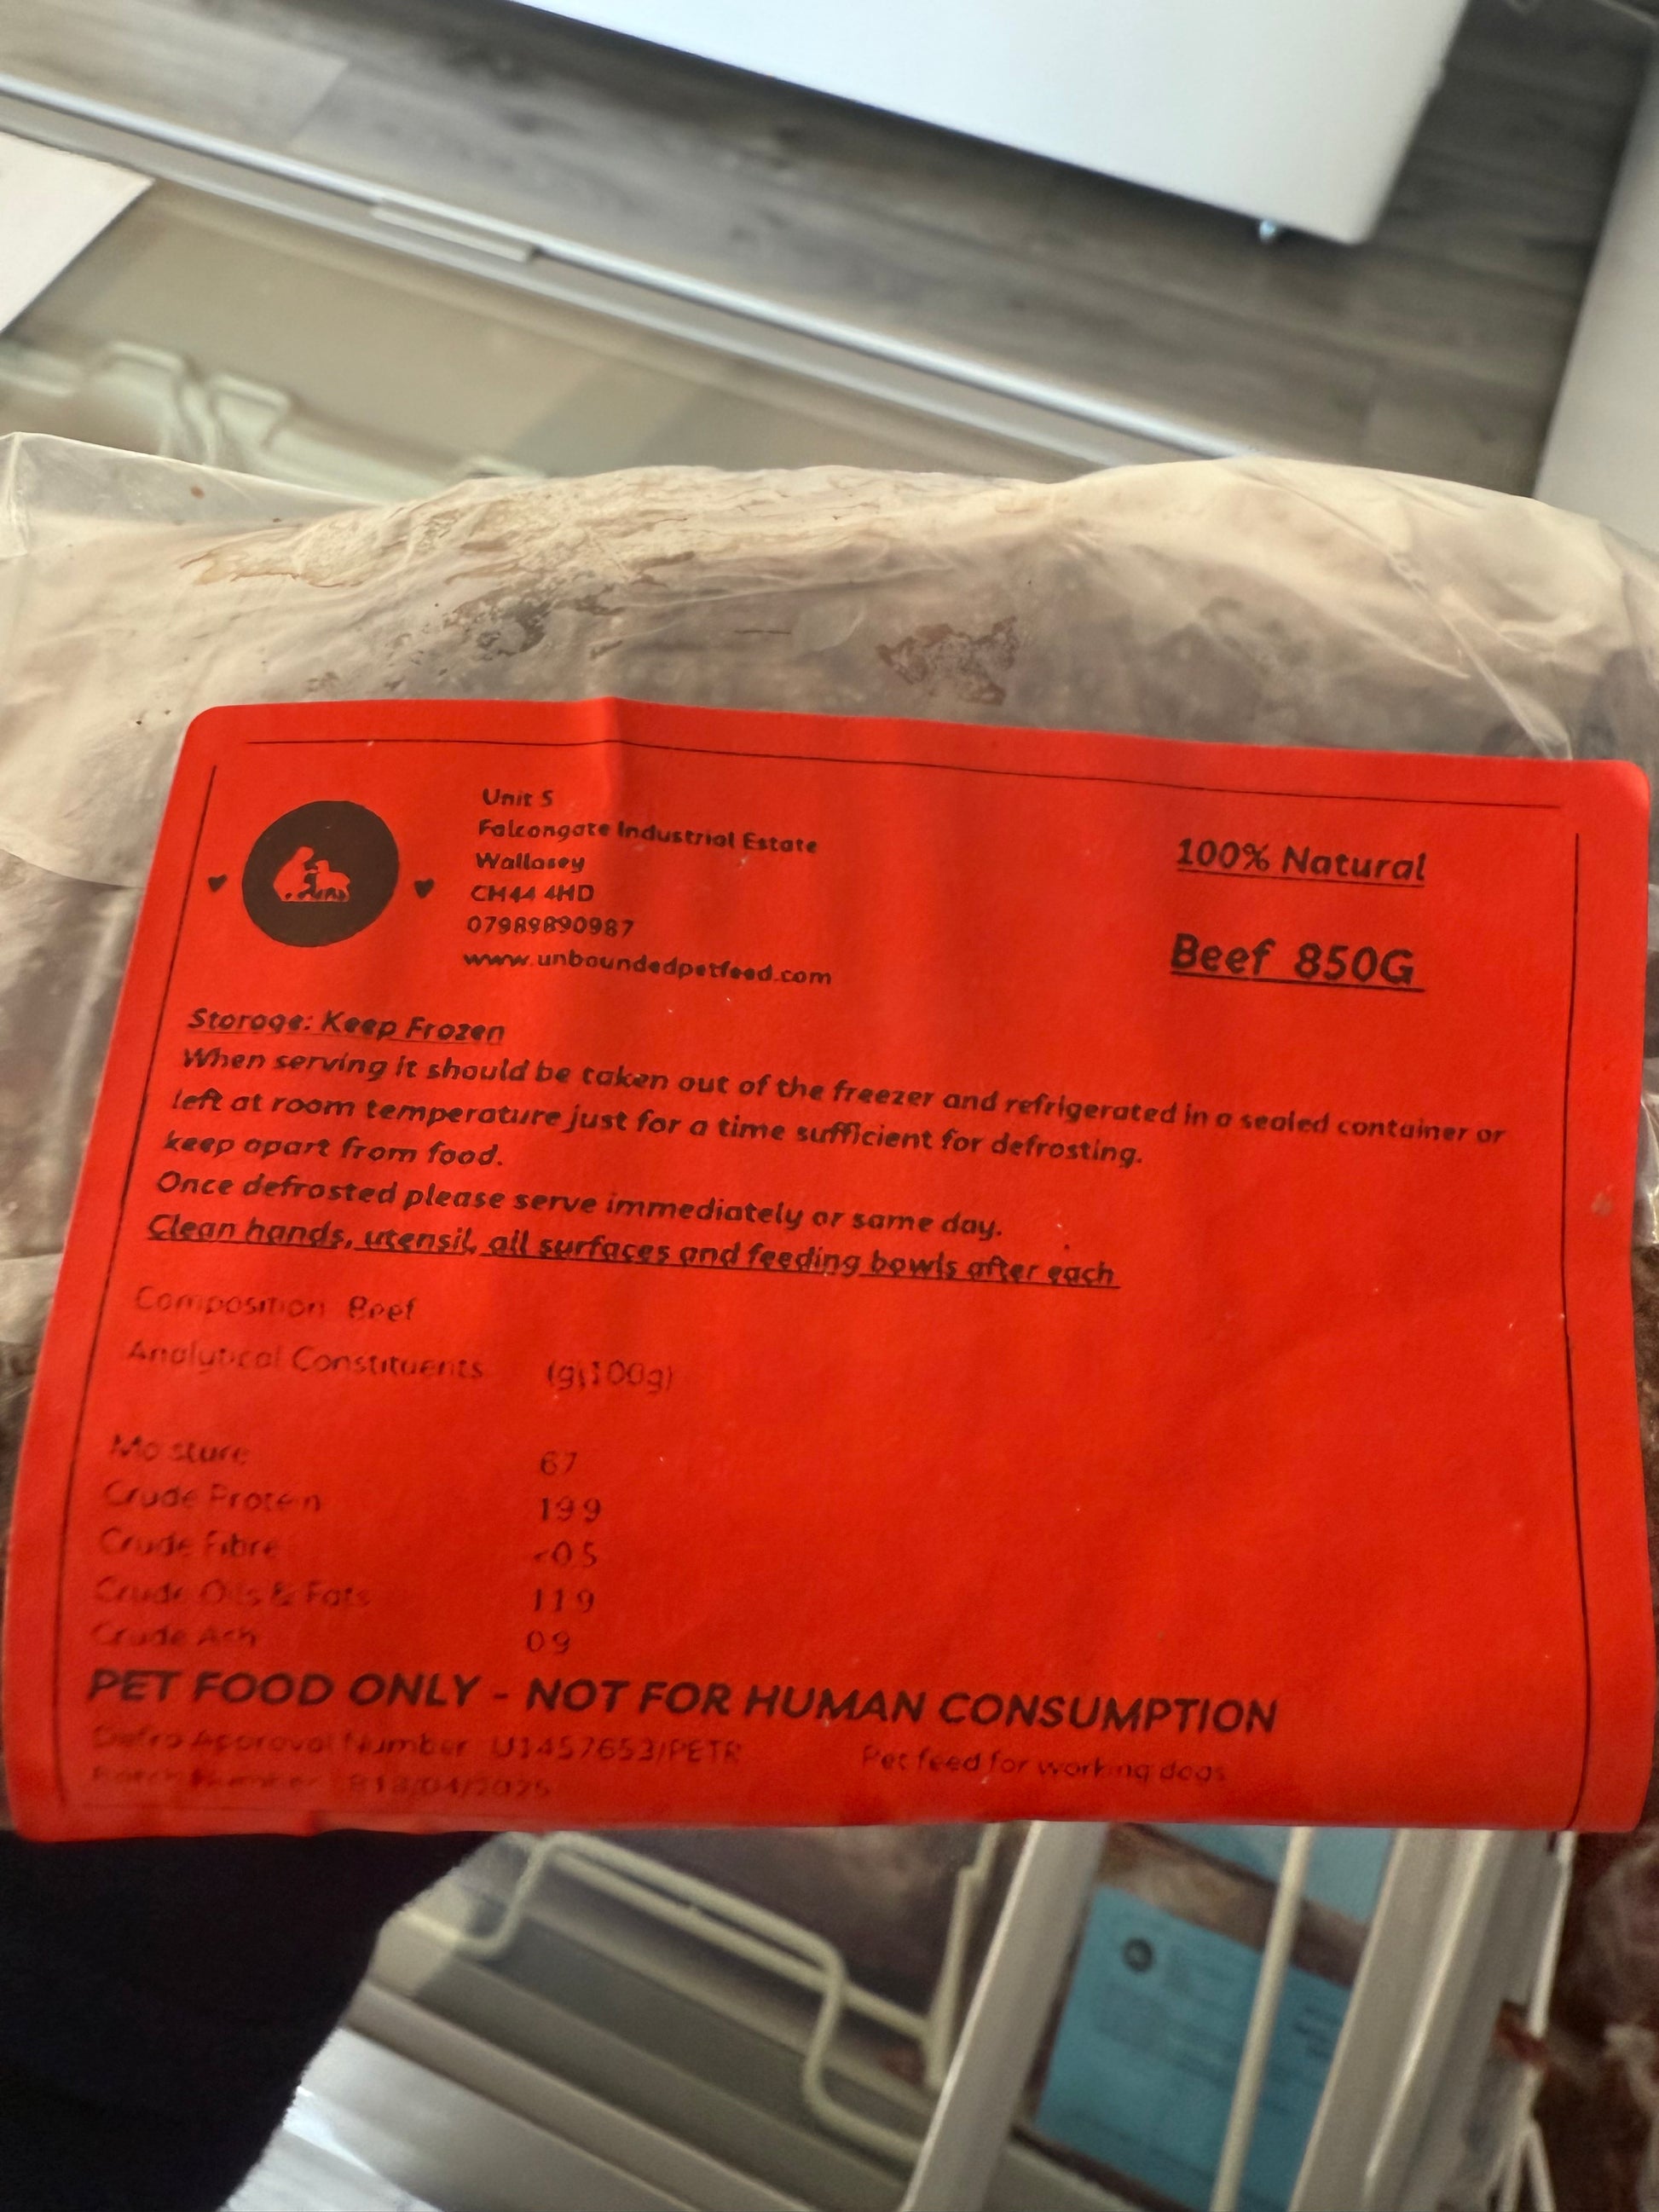 Unit 5
Falcongate Industrial Estate
Wallasey
CH44 4HD
07989890987
www.unboundedpetfeed.com
100% Natural
Beef 850G
Storage: Keep Frozen
When serving it should be taken out of the freezer and refrigerated in a sealed container or
left at room temperature just for a time sufficient for defrosting.
keep apart from food.
Once defrosted please serve immediately or same day.
Clean hands, utensil, all surfaces and feeding bowls after each
Composition Beef
Analytical Constituents (g\100g)
Moisture 67
Crude Protein 19.9
Crude Fibre <0.5
Crude Oils & Fats 11.9
Crude Ash 0.9
PET FOOD ONLY - NOT FOR HUMAN CONSUMPTION
Defra Approval Number U1457653/PETR Pet feed for working dogs
Batch Number